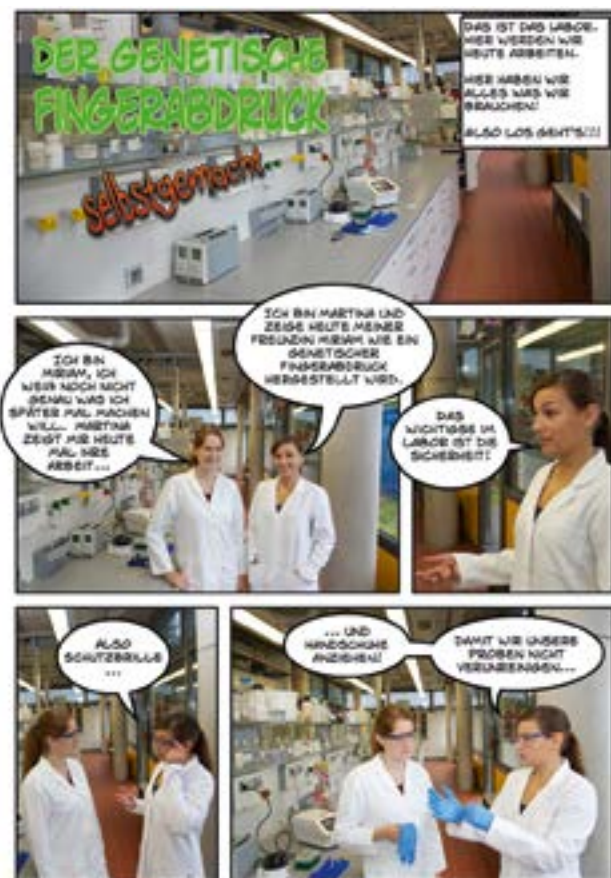 DER GENETISCHE
FINGERABDRUCK
selbstgemacht
DAS IST DAS LABOR.
HIER WERDEN WIR
HEUTE ARBEITEN.
HIER HABEN WIR
ALLES WAS WIR
BRAUCHEN!
ALSO LOS GEHT'S!!!
ICH BIN
MIRIAM, ICH
WEIß NOCH NICHT
GENAU WAS ICH
SPÄTER MAL MACHEN
WILL. MARTINA
ZEIGT MIR HEUTE
MAL IHRE
ARBEIT...
ICH BIN MARTINA UND
ZEIGE HEUTE MEINER
FREUNDIN MIRIAM WIE EIN
GENETISCHER
FINGERABDRUCK
HERGESTELLT WIRD.
DAS
WICHTIGSE IM
LABOR IST DIE
SICHERHEIT!
ALSO
SCHUTZBRILLE
...
... UND
HANDSCHUHE
ANZIEHEN!
DAMIT WIR UNSERE
PROBEN NICHT
VERUNREINIGEN...